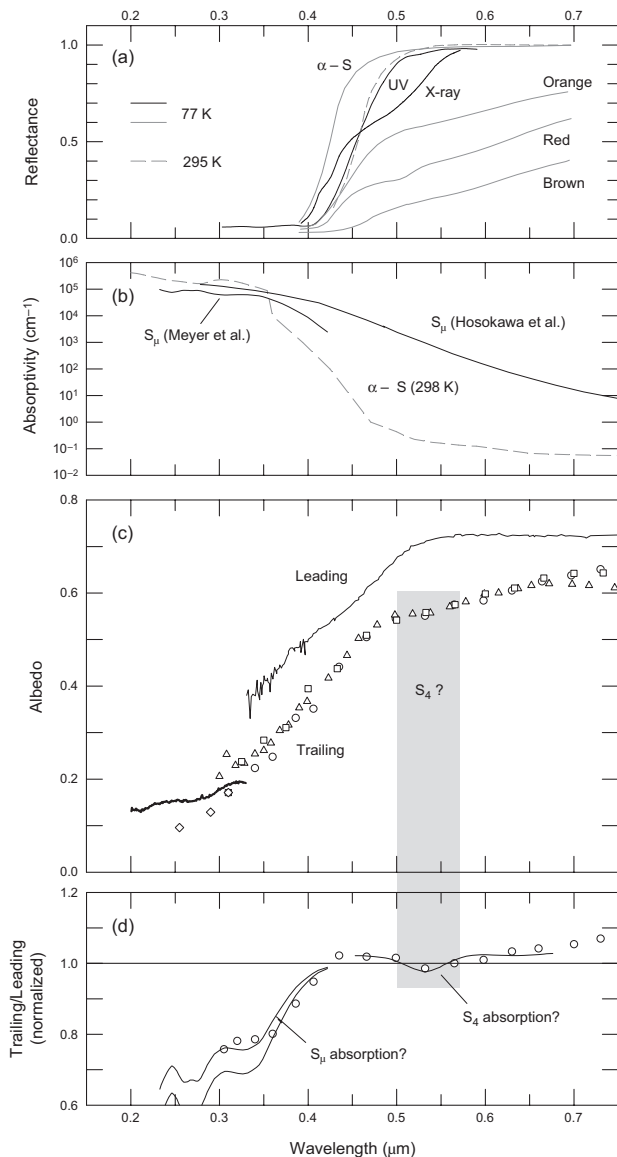 0.2 0.3 0.4 0.5 0.6 0.7
(a)
α – S
UV
X-ray
Orange
Red
Brown
77 K
295 K
1.0
0.5
0.0
Reflectance
(b)
10⁶
10⁵
10⁴
10³
10²
10¹
10⁰
10⁻¹
10⁻²
Absorptivity (cm⁻¹)
Sμ (Meyer et al.)
Sμ (Hosokawa et al.)
α – S (298 K)
(c)
0.8
0.6
0.4
0.2
0.0
Albedo
Leading
Trailing
S₄ ?
(d)
1.2
1.0
0.8
0.6
Trailing/Leading
(normalized)
Sμ absorption?
S₄ absorption?
0.2 0.3 0.4 0.5 0.6 0.7
Wavelength (μm)